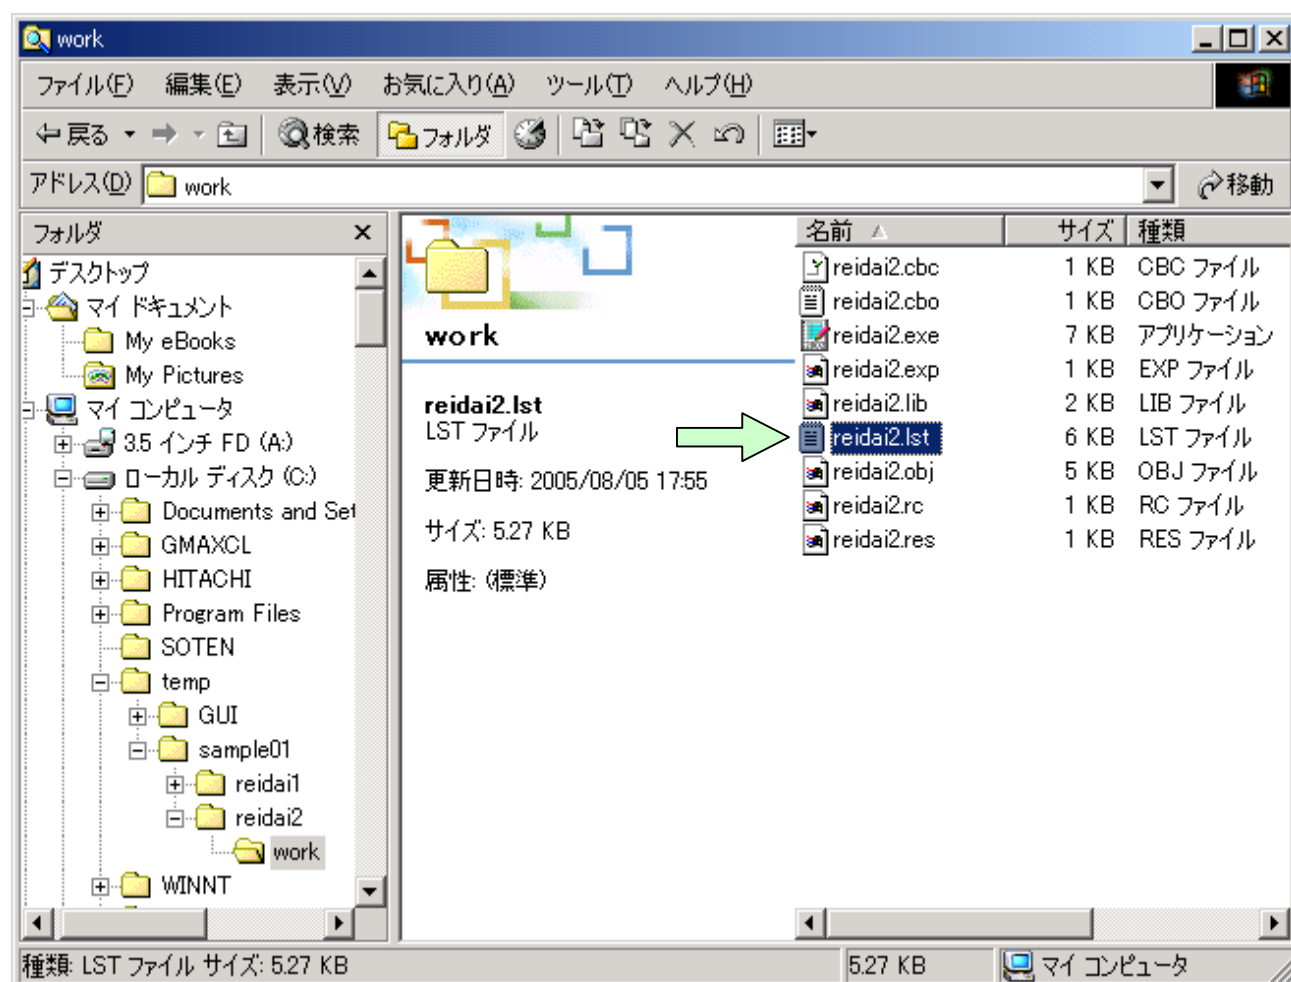 work
ファイル(F) 編集(E) 表示(V) お気に入り(A) ツール(T) ヘルプ(H)
戻る 検索 フォルダ
アドレス(D) work 移動
フォルダ
デスクトップ
マイ ドキュメント
My eBooks
My Pictures
マイ コンピュータ
3.5 インチ FD (A:)
ローカル ディスク (C:)
Documents and Set
GMAXCL
HITACHI
Program Files
SOTEN
temp
GUI
sample01
reidai1
reidai2
work
WINNT
work
reidai2.lst
LST ファイル
更新日時: 2005/08/05 17:55
サイズ: 5.27 KB
属性: (標準)
名前 サイズ 種類
reidai2.cbc 1 KB CBC ファイル
reidai2.cbo 1 KB CBO ファイル
reidai2.exe 7 KB アプリケーション
reidai2.exp 1 KB EXP ファイル
reidai2.lib 2 KB LIB ファイル
reidai2.lst 6 KB LST ファイル
reidai2.obj 5 KB OBJ ファイル
reidai2.rc 1 KB RC ファイル
reidai2.res 1 KB RES ファイル
種類: LST ファイル サイズ: 5.27 KB 5.27 KB マイ コンピュータ